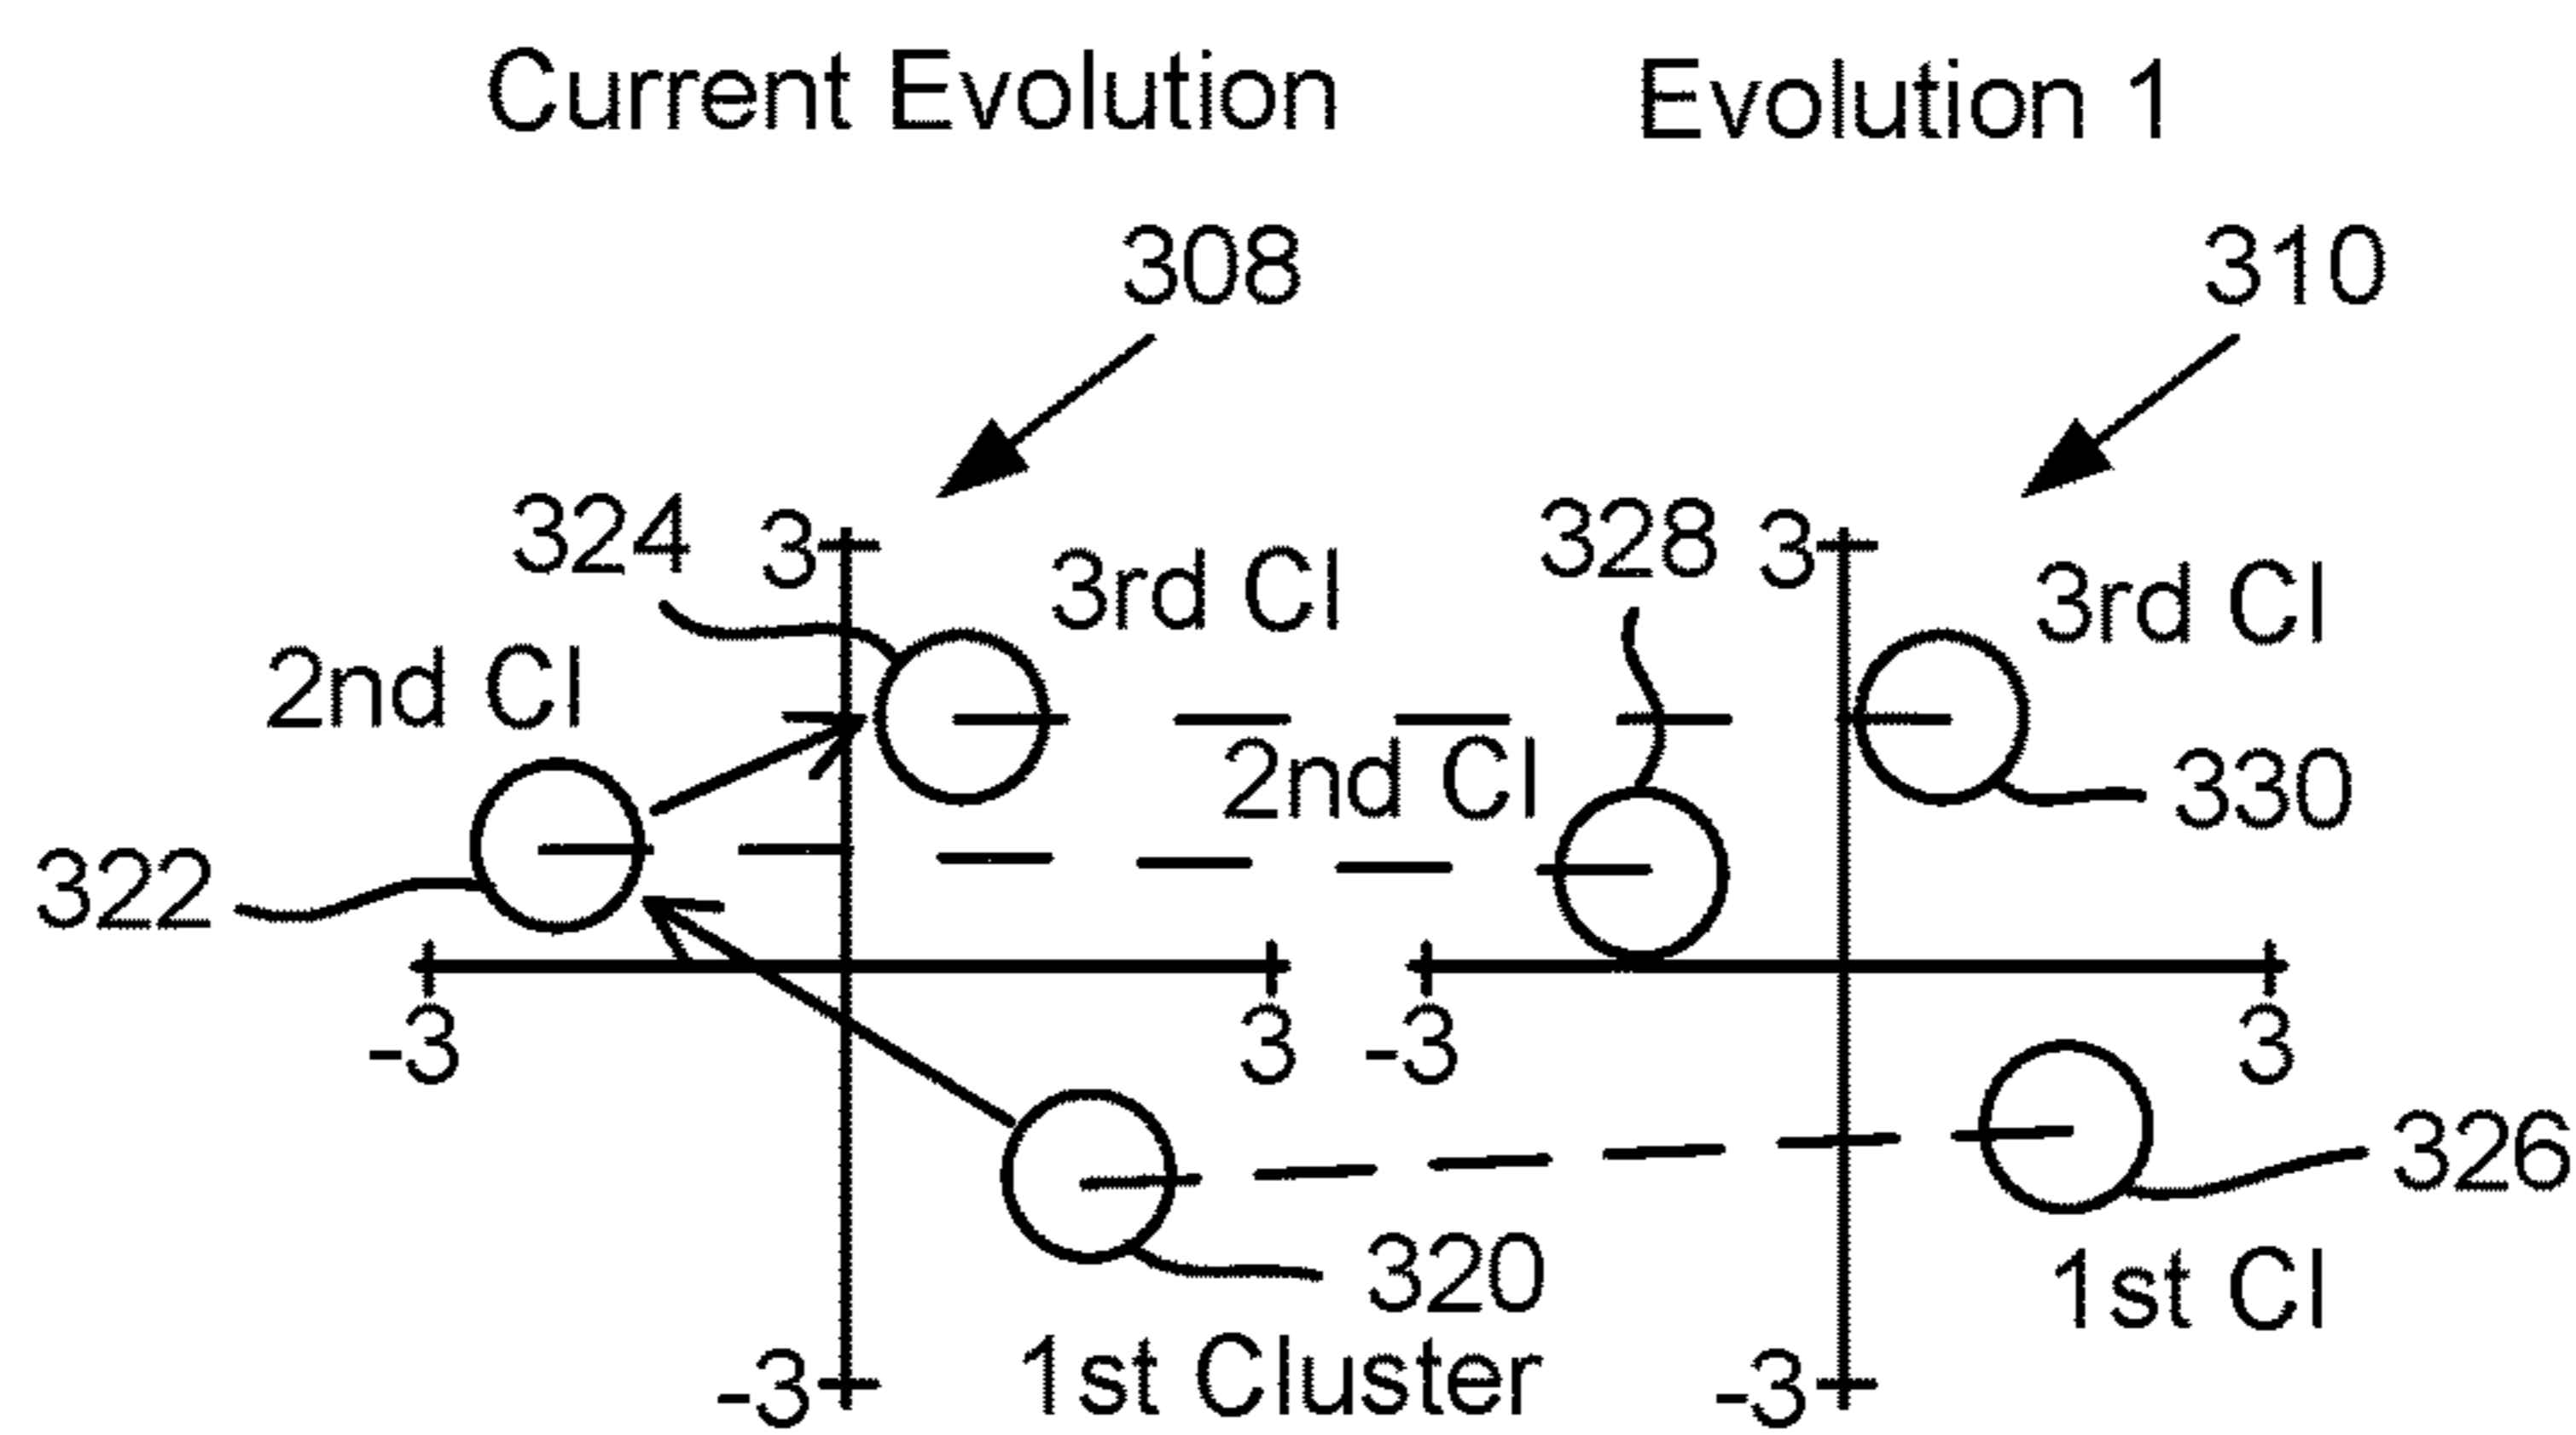 Current Evolution
Evolution 1
308
310
324
3
3rd Cl
328
3
3rd Cl
2nd Cl
2nd Cl
330
322
-3
3
-3
3
326
320
1st Cl
1st Cluster
-3
-3